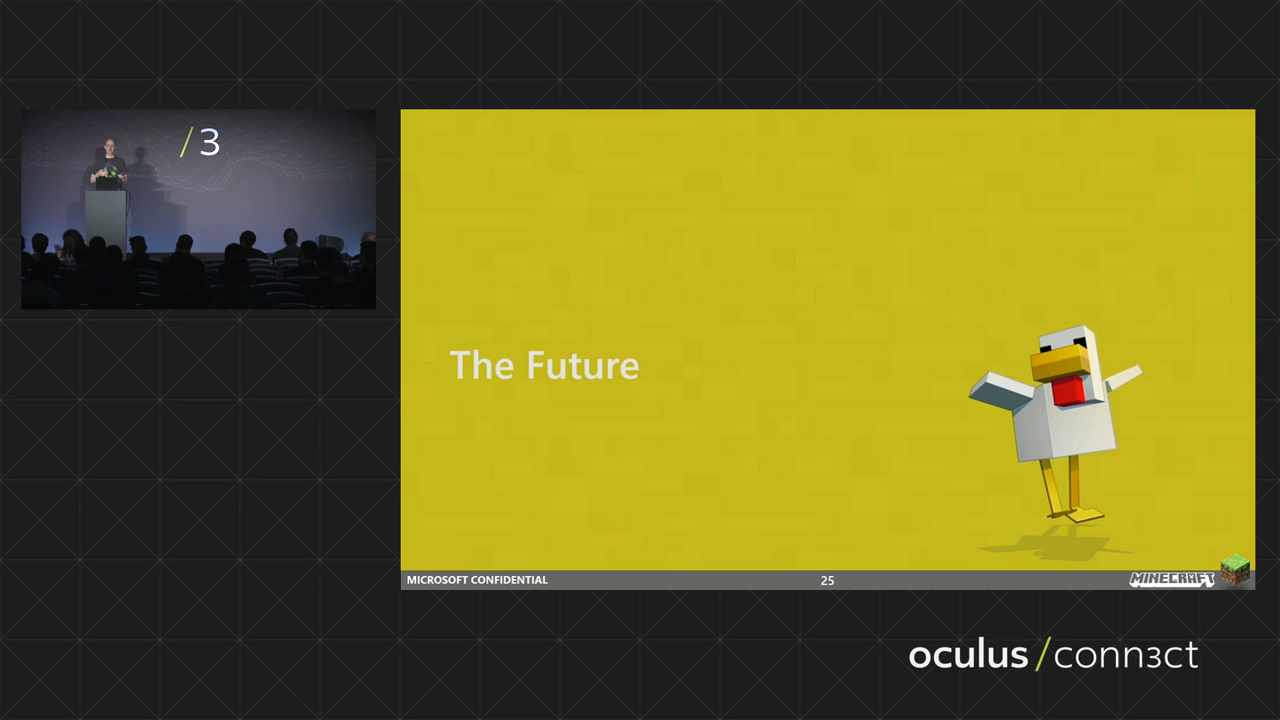 /3
The Future
MICROSOFT CONFIDENTIAL
25
MINECRAFT
oculus/conn3ct